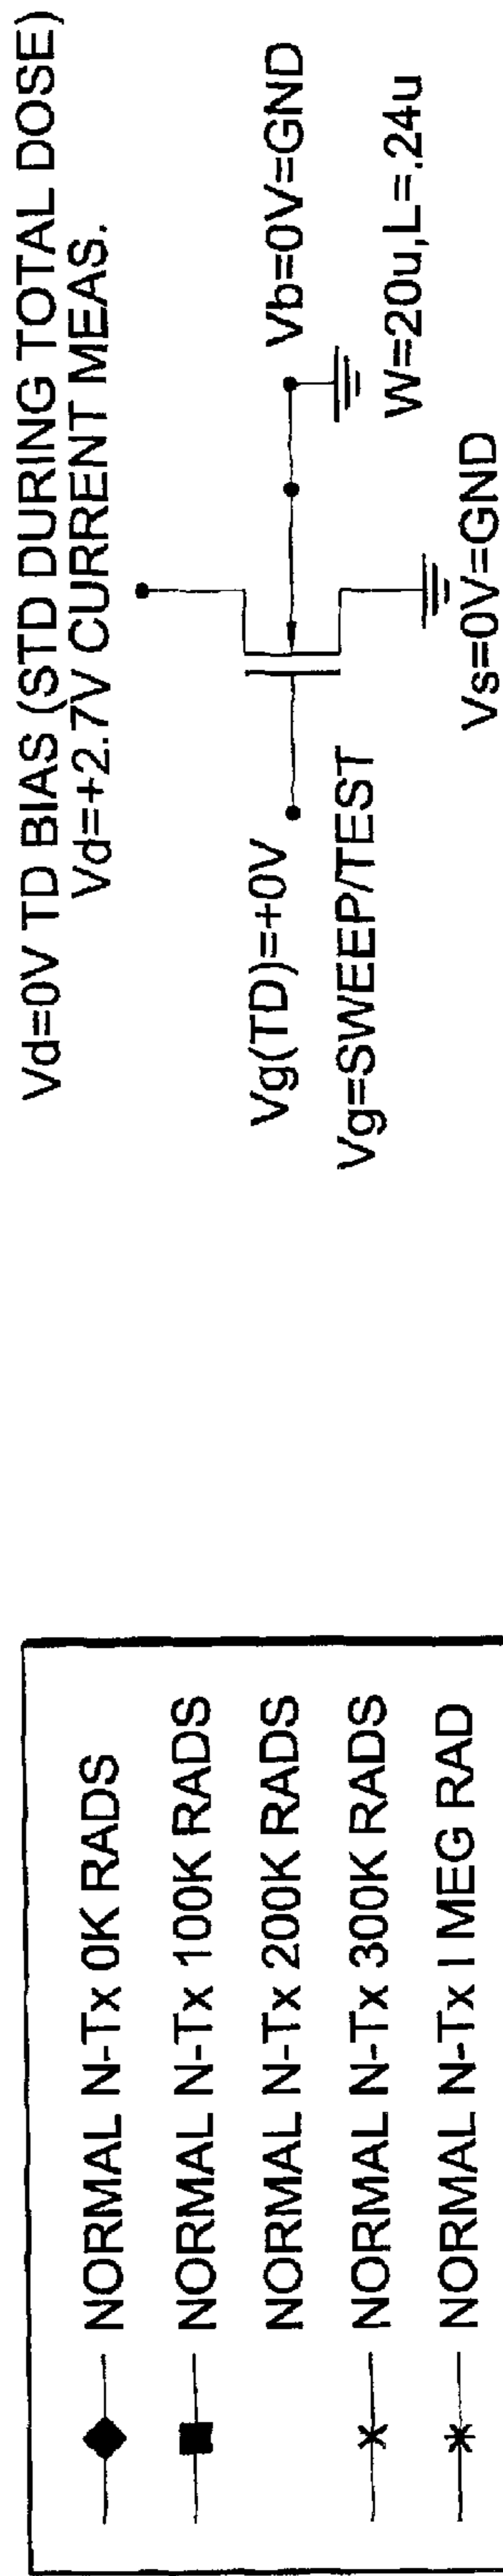 Vd=0V TD BIAS (STD DURING TOTAL DOSE)
Vd=+2.7V CURRENT MEAS.
Vg(TD)=+0V
Vg=SWEEP/TEST
Vb=0V=GND
W=20u,L=.24u
Vs=0V=GND
NORMAL N-Tx 0K RADS
NORMAL N-Tx 100K RADS
NORMAL N-Tx 200K RADS
NORMAL N-Tx 300K RADS
NORMAL N-Tx I MEG RAD